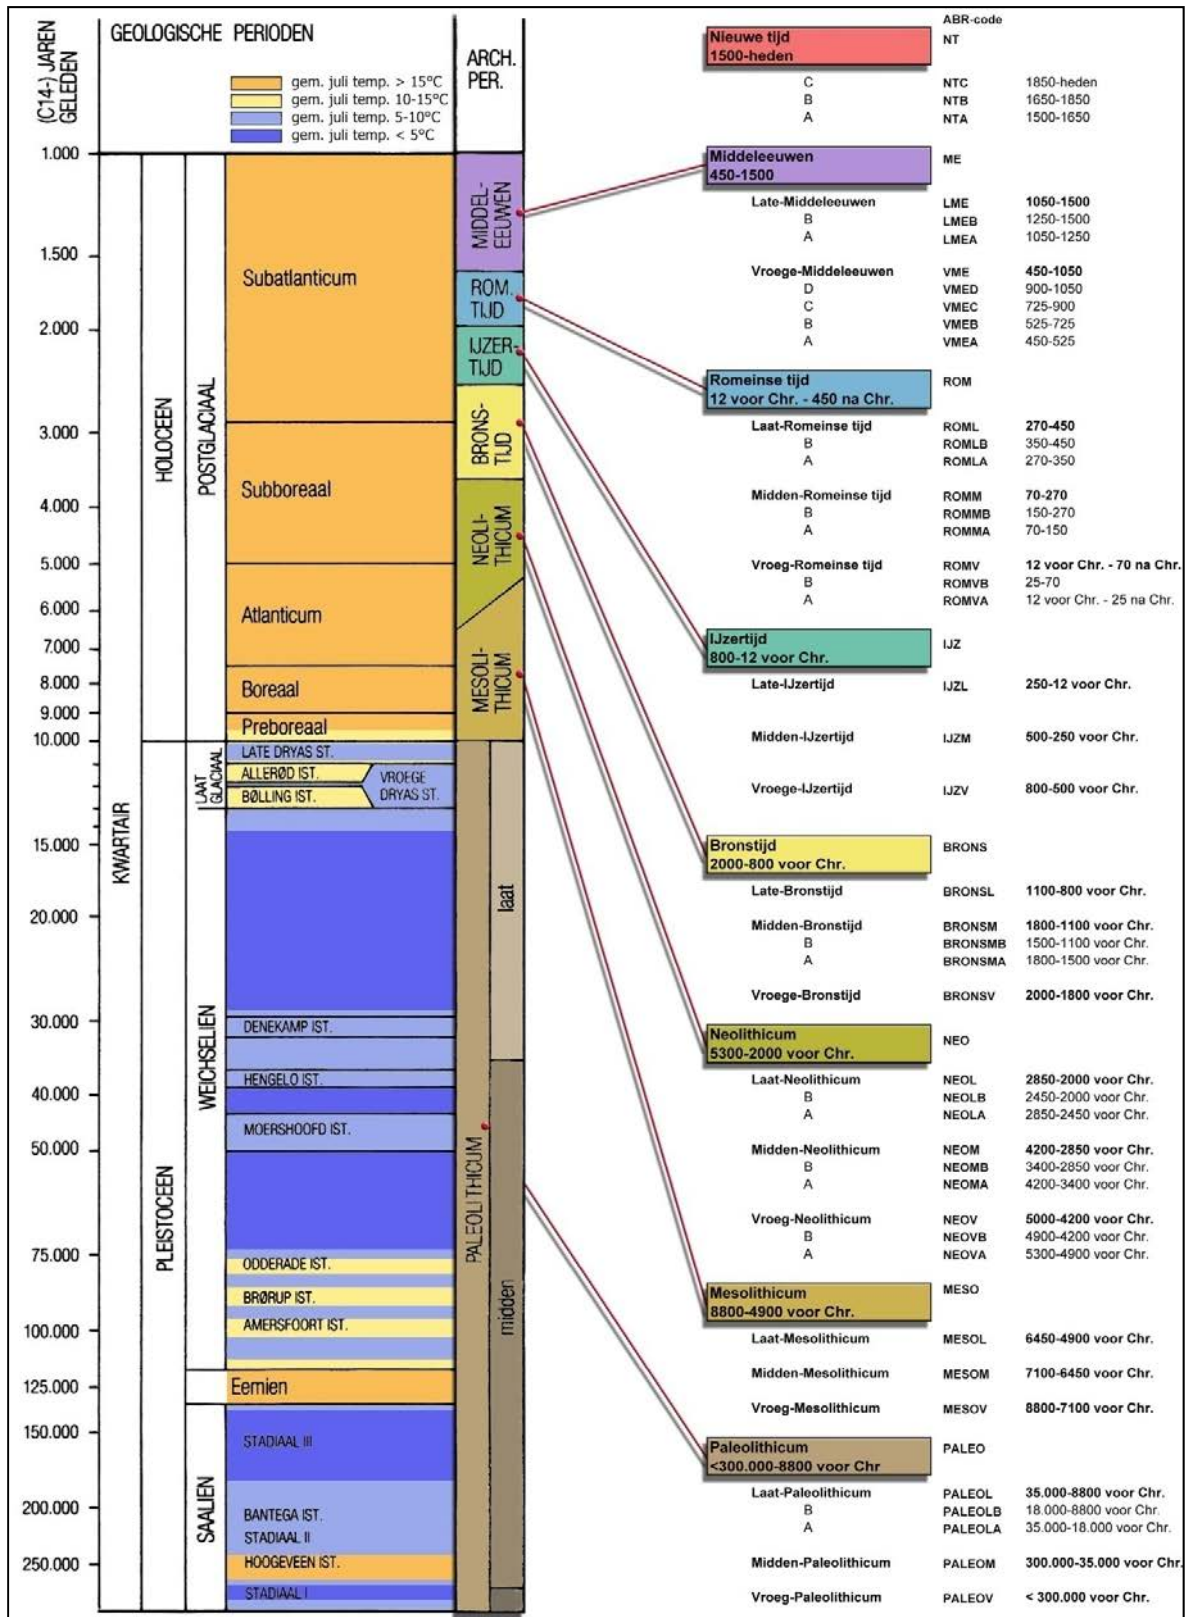 (C14-) JAREN
GELEDEN
GEOLOGISCHE PERIODEN
gem. juli temp. > 15°C
gem. juli temp. 10-15°C
gem. juli temp. 5-10°C
gem. juli temp. < 5°C
ARCH.
PER.
1.000
1.500
2.000
3.000
4.000
5.000
6.000
7.000
8.000
9.000
10.000
15.000
20.000
30.000
40.000
50.000
75.000
100.000
125.000
150.000
200.000
250.000
KWARTAIR
HOLOCEEN
PLEISTOCEEN
POSTGLACIAAL
LAAT
GLACIAAL
WEICHSELIEN
SAALIEN
Subatlanticum
Subboreaal
Atlanticum
Boreaal
Preboreaal
LATE DRYAS ST.
ALLERØD IST.
VROEGE
DRYAS ST.
BØLLING IST.
DENEKAMP IST.
HENGELO IST.
MOERSHOOFD IST.
ODDERADE IST.
BRØRUP IST.
AMERSFOORT IST.
Eemien
STADIAAL III
BANTEGA IST.
STADIAAL II
HOOGEVEEN IST.
STADIAAL I
MIDDEL-
EEUWEN
ROM.
TIJD
IJZER-
TIJD
BRONS-
TIJD
NEOLI-
THICUM
MESOLI-
THICUM
PALEOLITHICUM
laat
midden
ABR-code
Nieuwe tijd NT
1500-heden
C NTC 1850-heden
B NTB 1650-1850
A NTA 1500-1650
Middeleeuwen ME
450-1500
Late-Middeleeuwen LME 1050-1500
B LMEB 1250-1500
A LMEA 1050-1250
Vroege-Middeleeuwen VME 450-1050
D VMED 900-1050
C VMEC 725-900
B VMEB 525-725
A VMEA 450-525
Romeinse tijd ROM
12 voor Chr. - 450 na Chr.
Laat-Romeinse tijd ROML 270-450
B ROMLB 350-450
A ROMLA 270-350
Midden-Romeinse tijd ROMM 70-270
B ROMMB 150-270
A ROMMA 70-150
Vroeg-Romeinse tijd ROMV 12 voor Chr. - 70 na Chr.
B ROMVB 25-70
A ROMVA 12 voor Chr. - 25 na Chr.
IJzertijd IJZ
800-12 voor Chr.
Late-IJzertijd IJZL 250-12 voor Chr.
Midden-IJzertijd IJZM 500-250 voor Chr.
Vroege-IJzertijd IJZV 800-500 voor Chr.
Bronstijd BRONS
2000-800 voor Chr.
Late-Bronstijd BRONSL 1100-800 voor Chr.
Midden-Bronstijd BRONSM 1800-1100 voor Chr.
B BRONSMB 1500-1100 voor Chr.
A BRONSMA 1800-1500 voor Chr.
Vroege-Bronstijd BRONSV 2000-1800 voor Chr.
Neolithicum NEO
5300-2000 voor Chr.
Laat-Neolithicum NEOL 2850-2000 voor Chr.
B NEOLB 2450-2000 voor Chr.
A NEOLA 2850-2450 voor Chr.
Midden-Neolithicum NEOM 4200-2850 voor Chr.
B NEOMB 3400-2850 voor Chr.
A NEOMA 4200-3400 voor Chr.
Vroeg-Neolithicum NEOV 5000-4200 voor Chr.
B NEOVB 4900-4200 voor Chr.
A NEOVA 5300-4900 voor Chr.
Mesolithicum MESO
8800-4900 voor Chr.
Laat-Mesolithicum MESOL 6450-4900 voor Chr.
Midden-Mesolithicum MESOM 7100-6450 voor Chr.
Vroeg-Mesolithicum MESOV 8800-7100 voor Chr.
Paleolithicum PALEO
<300.000-8800 voor Chr
Laat-Paleolithicum PALEOL 35.000-8800 voor Chr.
B PALEOLB 18.000-8800 voor Chr.
A PALEOLA 35.000-18.000 voor Chr.
Midden-Paleolithicum PALEOM 300.000-35.000 voor Chr.
Vroeg-Paleolithicum PALEOV < 300.000 voor Chr.